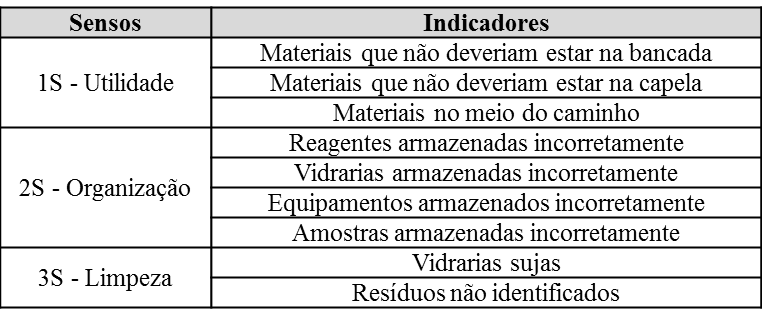 Sensos Indicadores
1S - Utilidade
Materiais que não deveriam estar na bancada
Materiais que não deveriam estar na capela
Materiais no meio do caminho
2S - Organização
Reagentes armazenadas incorretamente
Vidrarias armazenadas incorretamente
Equipamentos armazenados incorretamente
Amostras armazenadas incorretamente
3S - Limpeza
Vidrarias sujas
Resíduos não identificados